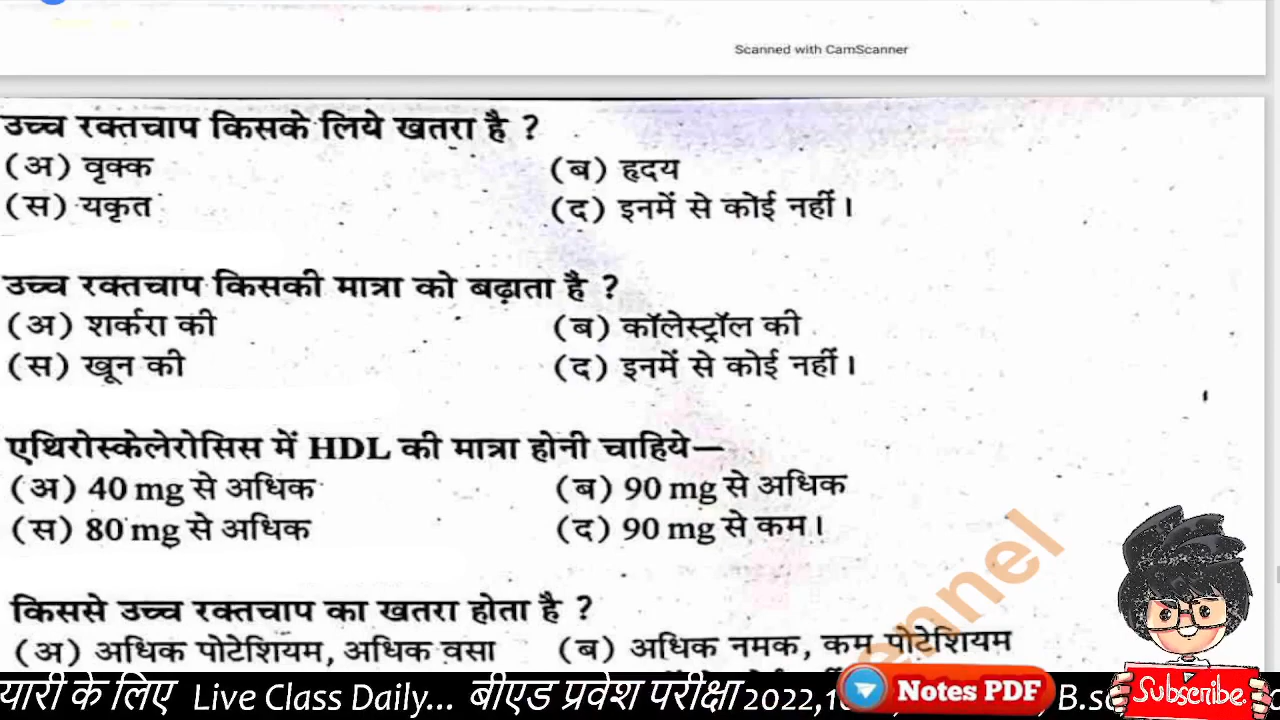 Scanned with CamScanner
उच्च रक्तचाप किसके लिये खतरा है ?
(अ) वृक्क (ब) हृदय
(स) यकृत (द) इनमें से कोई नहीं।
उच्च रक्तचाप किसकी मात्रा को बढ़ाता है ?
(अ) शर्करा की (ब) कॉलेस्ट्रॉल की
(स) खून की (द) इनमें से कोई नहीं।
एथिरोस्केलेरोसिस में HDL की मात्रा होनी चाहिये—
(अ) 40 mg से अधिक (ब) 90 mg से अधिक
(स) 80 mg से अधिक (द) 90 mg से कम।
किससे उच्च रक्तचाप का खतरा होता है ?
(अ) अधिक पोटेशियम, अधिक वसा (ब) अधिक नमक, कम पोटेशियम
यारी के लिए Live Class Daily... बीएड प्रवेश परीक्षा 2022,1
Notes PDF
B.sc
Subscribe